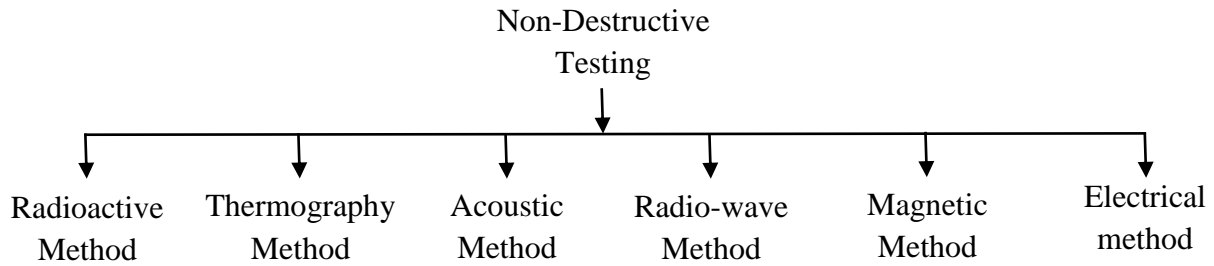 Non-Destructive
Testing
Radioactive
Method
Thermography
Method
Acoustic
Method
Radio-wave
Method
Magnetic
Method
Electrical
method